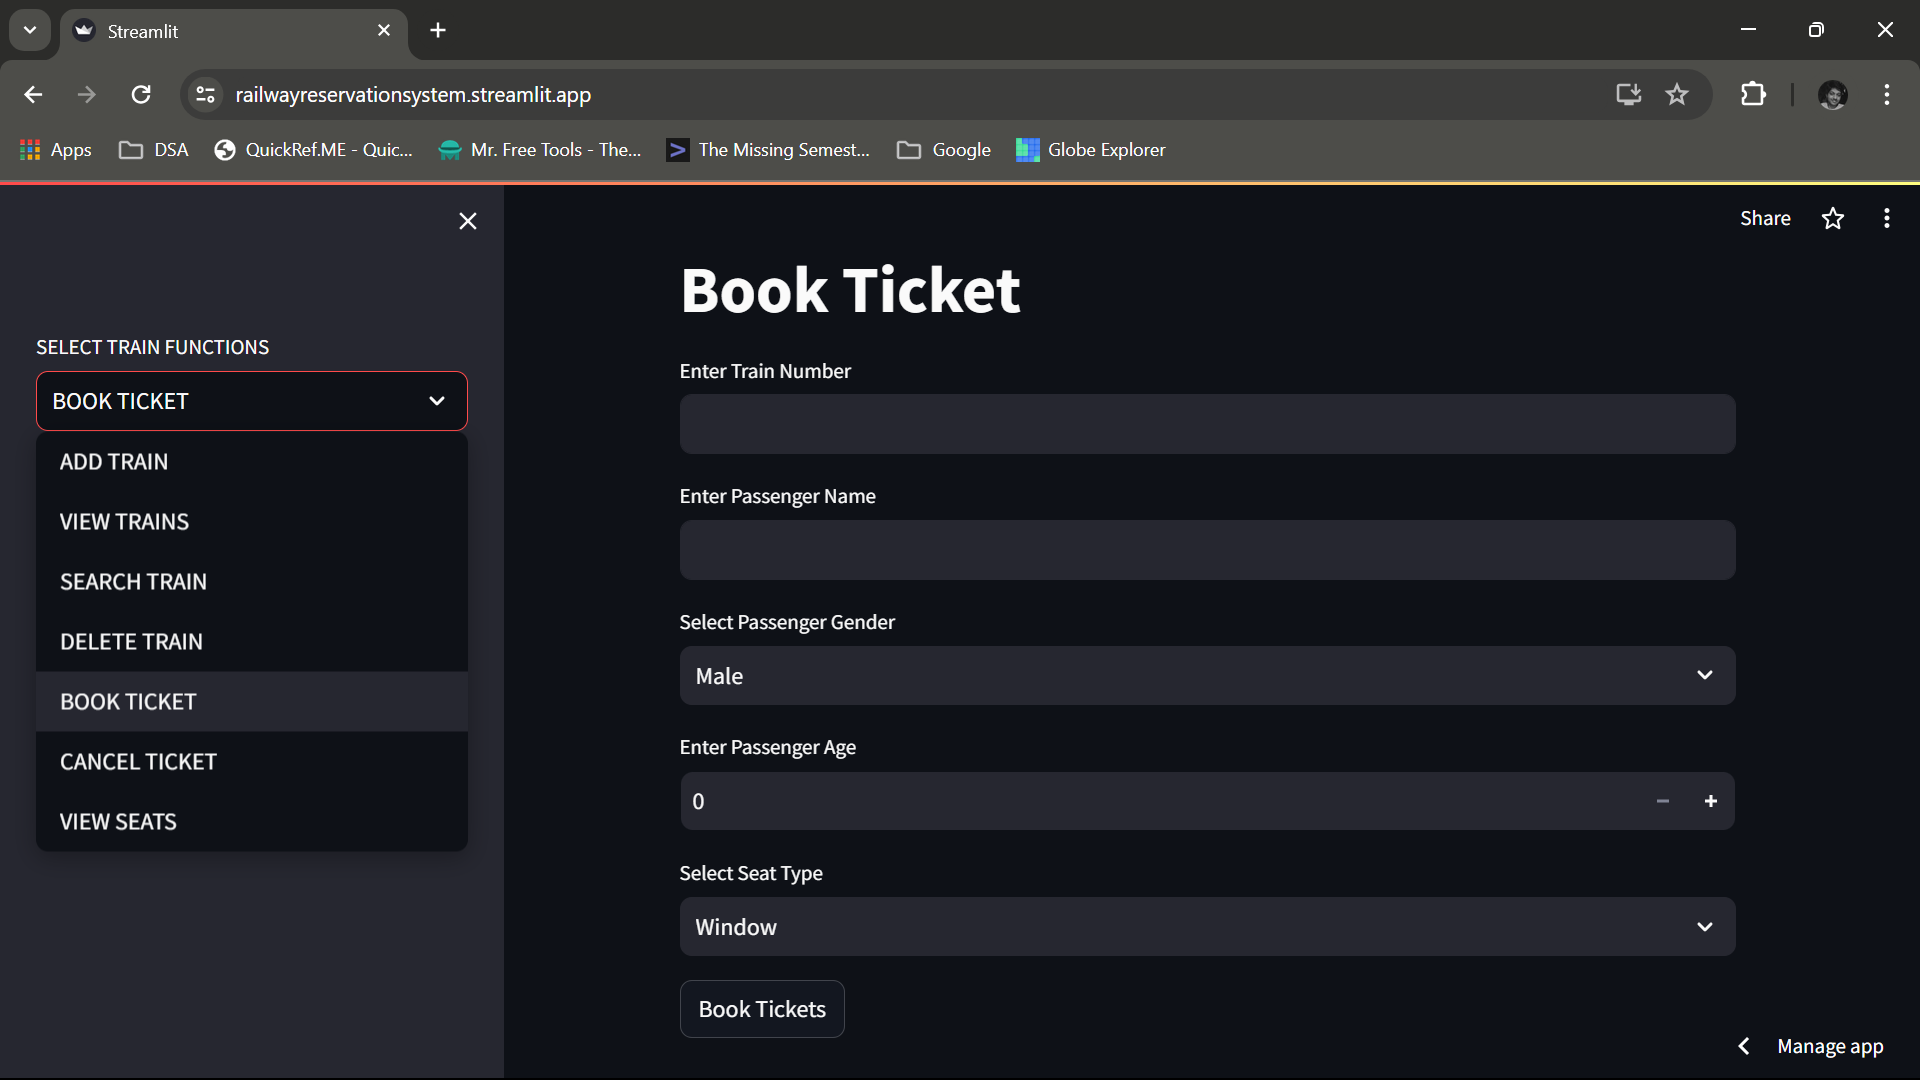 Streamlit
railwayreservationsystem.streamlit.app
Apps
DSA
QuickRef.ME - Quic...
Mr. Free Tools - The...
The Missing Semest...
Google
Globe Explorer
Share
SELECT TRAIN FUNCTIONS
BOOK TICKET
ADD TRAIN
VIEW TRAINS
SEARCH TRAIN
DELETE TRAIN
BOOK TICKET
CANCEL TICKET
VIEW SEATS
Book Ticket
Enter Train Number
Enter Passenger Name
Select Passenger Gender
Male
Enter Passenger Age
0
Select Seat Type
Window
Book Tickets
Manage app